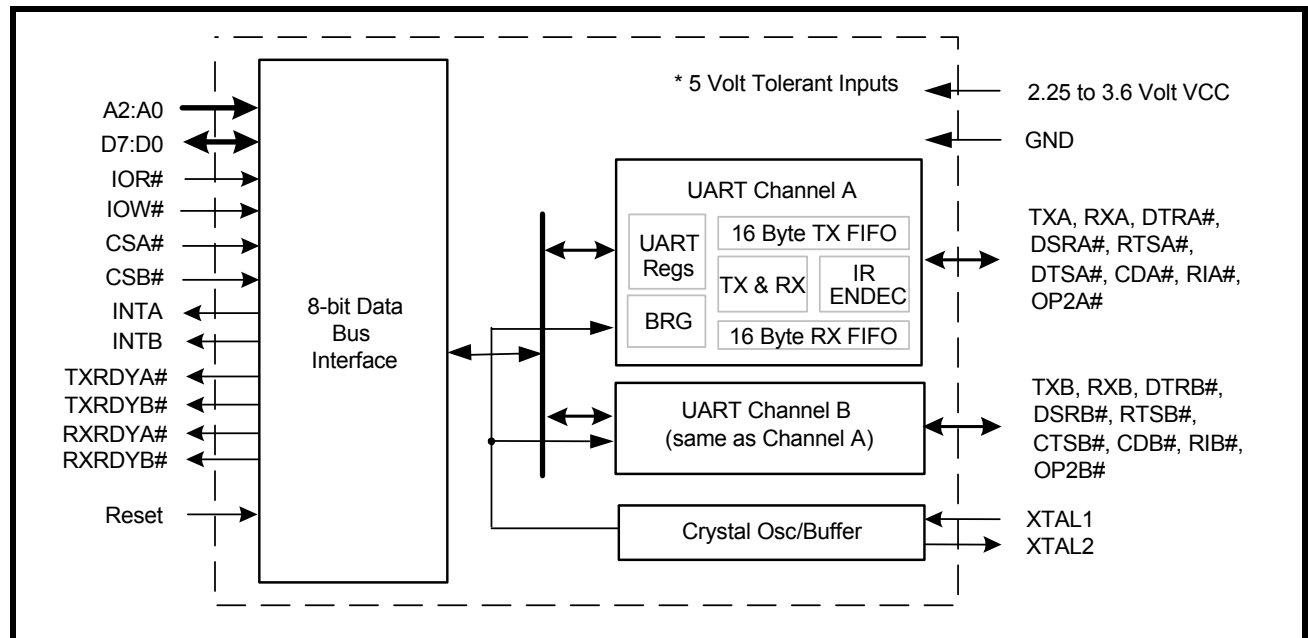 * 5 Volt Tolerant Inputs
A2:A0
D7:D0
IOR#
IOW#
CSA#
CSB#
INTA
INTB
TXRDYA#
TXRDYB#
RXRDYA#
RXRDYB#
Reset
8-bit Data
Bus
Interface
UART Channel A
UART
Regs
BRG
16 Byte TX FIFO
TX & RX
IR
ENDEC
16 Byte RX FIFO
UART Channel B
(same as Channel A)
Crystal Osc/Buffer
2.25 to 3.6 Volt VCC
GND
TXA, RXA, DTRA#,
DSRA#, RTSA#,
DTSA#, CDA#, RIA#,
OP2A#
TXB, RXB, DTRB#,
DSRB#, RTSB#,
CTSB#, CDB#, RIB#,
OP2B#
XTAL1
XTAL2